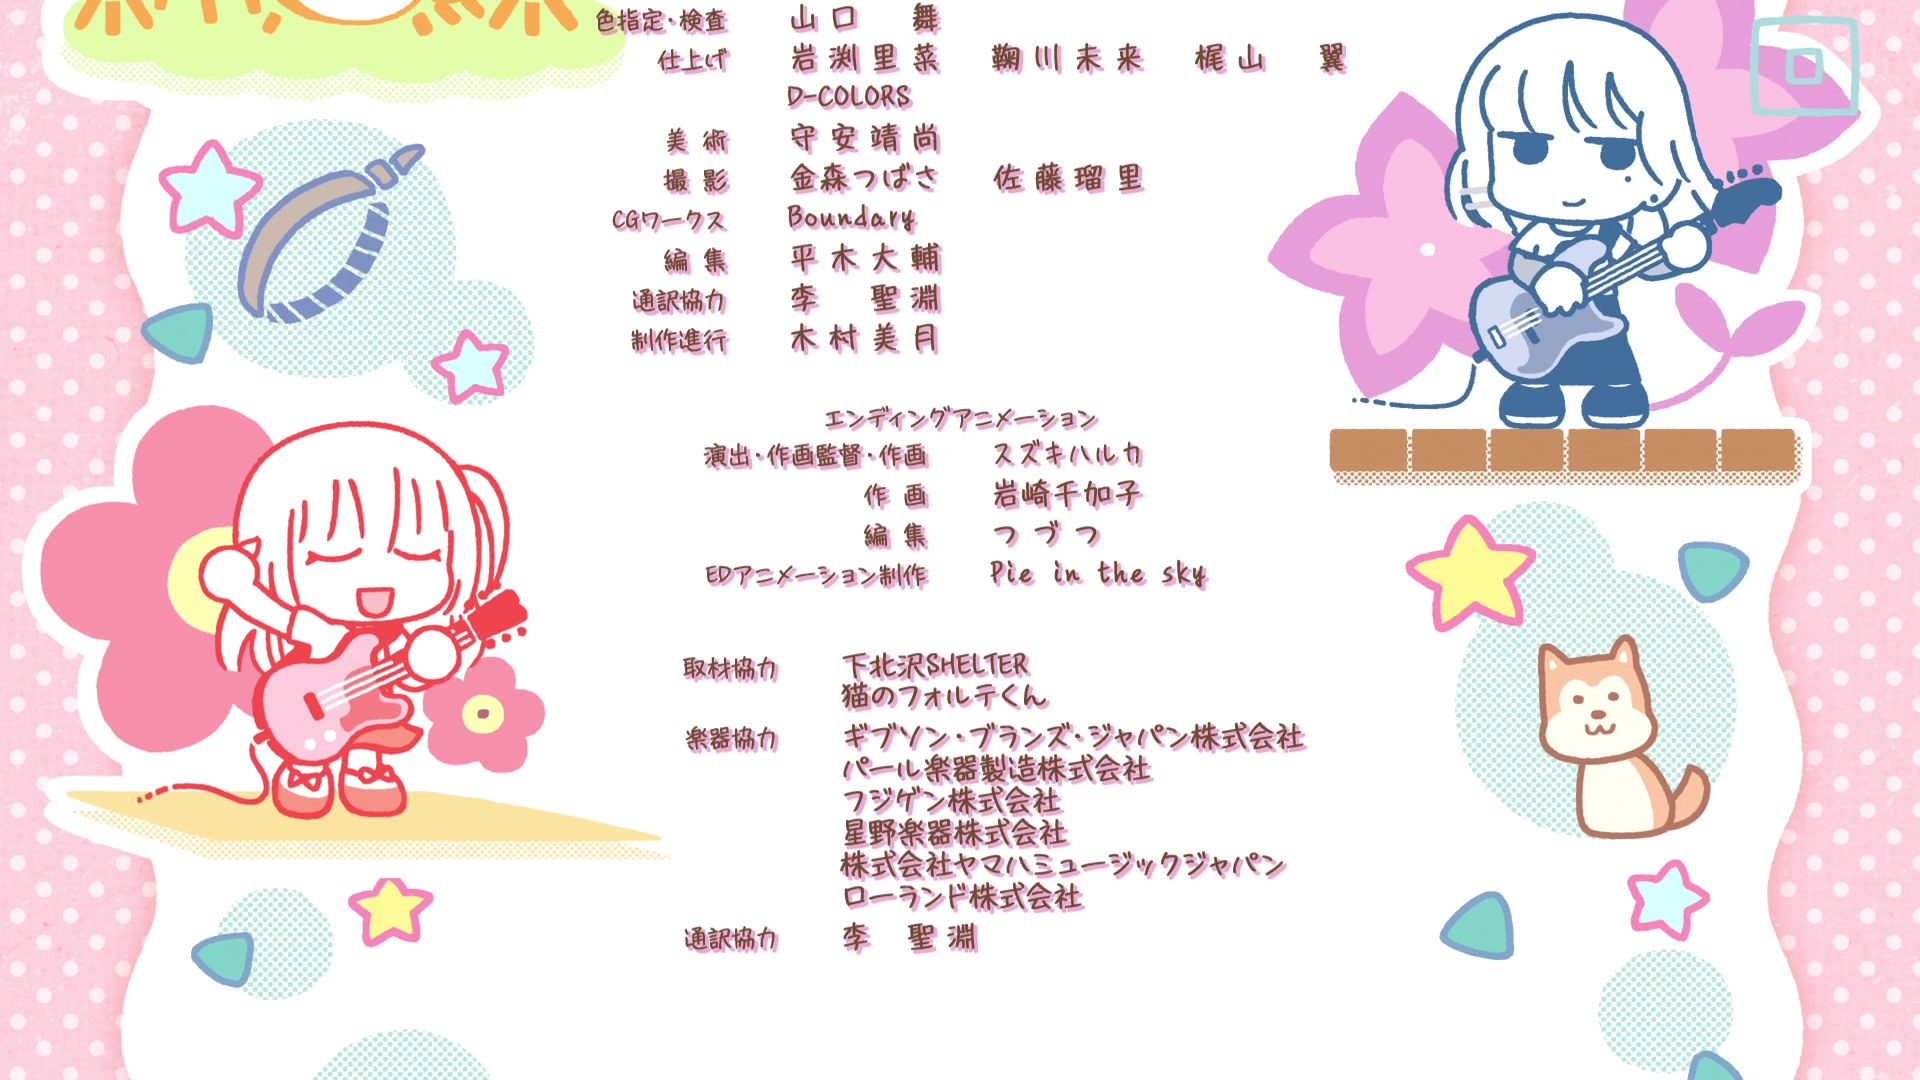 色指定・検査 山口 舞
仕上げ 岩渕里菜 鞠川未来 梶山 翼
D-COLORS
美術 守安靖尚
撮影 金森つばさ 佐藤瑠里
CGワークス Boundary
編集 平木大輔
通訳協力 李 聖淵
制作進行 木村美月
エンディングアニメーション
演出・作画監督・作画 スズキハルカ
作画 岩崎千加子
編集 つづつ
EDアニメーション制作 Pie in the sky
取材協力 下北沢SHELTER
猫のフォルテくん
楽器協力 ギブソン・ブランズ・ジャパン株式会社
パール楽器製造株式会社
フジゲン株式会社
星野楽器株式会社
株式会社ヤマハミュージックジャパン
ローランド株式会社
通訳協力 李 聖淵